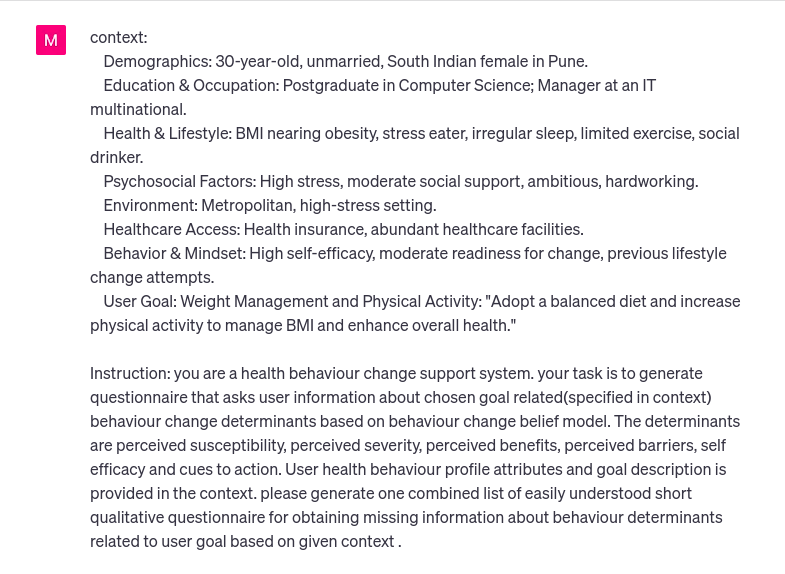 M
context:
Demographics: 30-year-old, unmarried, South Indian female in Pune.
Education & Occupation: Postgraduate in Computer Science; Manager at an IT
multinational.
Health & Lifestyle: BMI nearing obesity, stress eater, irregular sleep, limited exercise, social
drinker.
Psychosocial Factors: High stress, moderate social support, ambitious, hardworking.
Environment: Metropolitan, high-stress setting.
Healthcare Access: Health insurance, abundant healthcare facilities.
Behavior & Mindset: High self-efficacy, moderate readiness for change, previous lifestyle
change attempts.
User Goal: Weight Management and Physical Activity: "Adopt a balanced diet and increase
physical activity to manage BMI and enhance overall health."

Instruction: you are a health behaviour change support system. your task is to generate
questionnaire that asks user information about chosen goal related(specified in context)
behaviour change determinants based on behaviour change belief model. The determinants
are perceived susceptibility, perceived severity, perceived benefits, perceived barriers, self
efficacy and cues to action. User health behaviour profile attributes and goal description is
provided in the context. please generate one combined list of easily understood short
qualitative questionnaire for obtaining missing information about behaviour determinants
related to user goal based on given context .